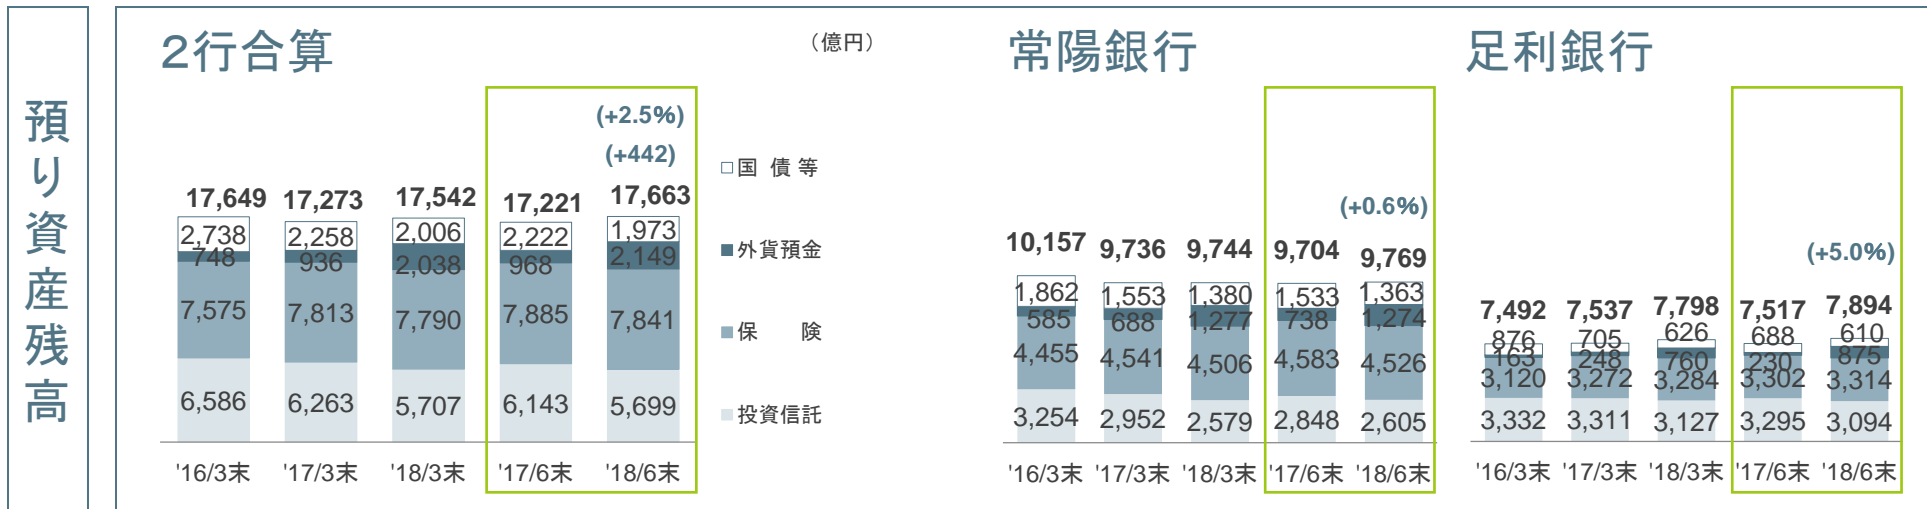 預り資産残高
2行合算
（億円）
(+2.5%)
(+442)
17,649 17,273 17,542 17,221 17,663
2,738 2,258 2,006 2,222 1,973
748 936 2,038 968 2,149
7,575 7,813 7,790 7,885 7,841
6,586 6,263 5,707 6,143 5,699
'16/3末 '17/3末 '18/3末 '17/6末 '18/6末
国 債 等
外貨預金
保 険
投資信託
常陽銀行
(+0.6%)
10,157 9,736 9,744 9,704 9,769
1,862 1,553 1,380 1,533 1,363
585 688 1,277 738 1,274
4,455 4,541 4,506 4,583 4,526
3,254 2,952 2,579 2,848 2,605
'16/3末 '17/3末 '18/3末 '17/6末 '18/6末
足利銀行
(+5.0%)
7,492 7,537 7,798 7,517 7,894
876 705 626 688 610
163 248 760 230 875
3,120 3,272 3,284 3,302 3,314
3,332 3,311 3,127 3,295 3,094
'16/3末 '17/3末 '18/3末 '17/6末 '18/6末